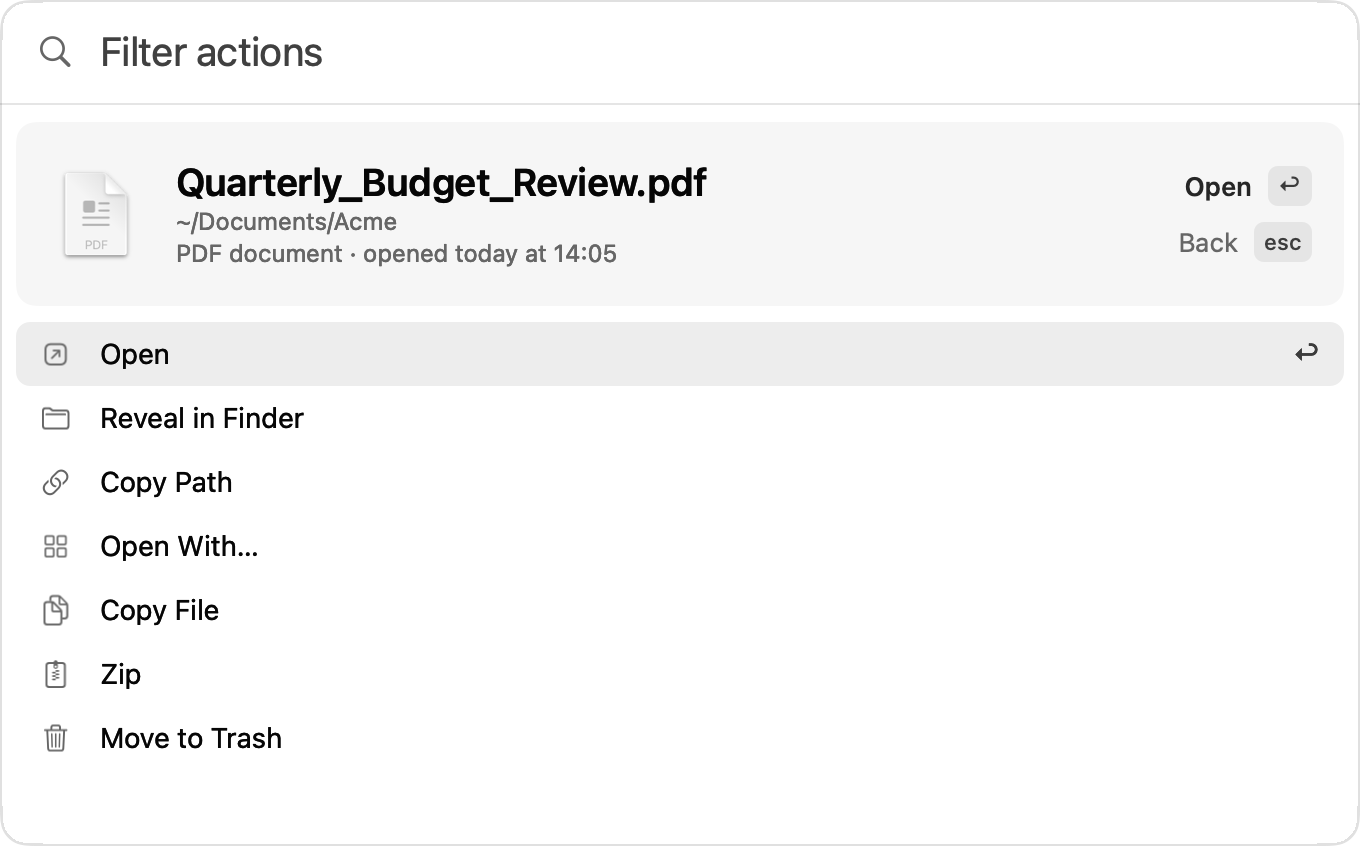 Filter actions
Quarterly_Budget_Review.pdf
~/Documents/Acme
PDF document · opened today at 14:05
PDF
Open ↩
Back esc
Open ↩
Reveal in Finder
Copy Path
Open With...
Copy File
Zip
Move to Trash